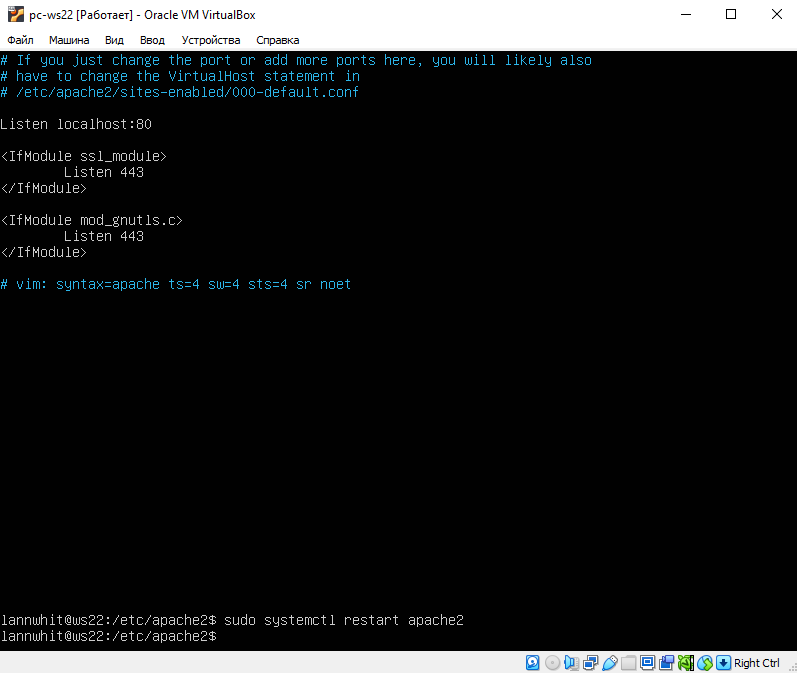 pc-ws22 [Работает] - Oracle VM VirtualBox
Файл Машина Вид Ввод Устройства Справка
# If you just change the port or add more ports here, you will likely also
# have to change the VirtualHost statement in
# /etc/apache2/sites-enabled/000-default.conf
Listen localhost:80
<IfModule ssl_module>
        Listen 443
</IfModule>
<IfModule mod_gnutls.c>
        Listen 443
</IfModule>
# vim: syntax=apache ts=4 sw=4 sts=4 sr noet
lannwhit@ws22:/etc/apache2$ sudo systemctl restart apache2
lannwhit@ws22:/etc/apache2$
Right Ctrl